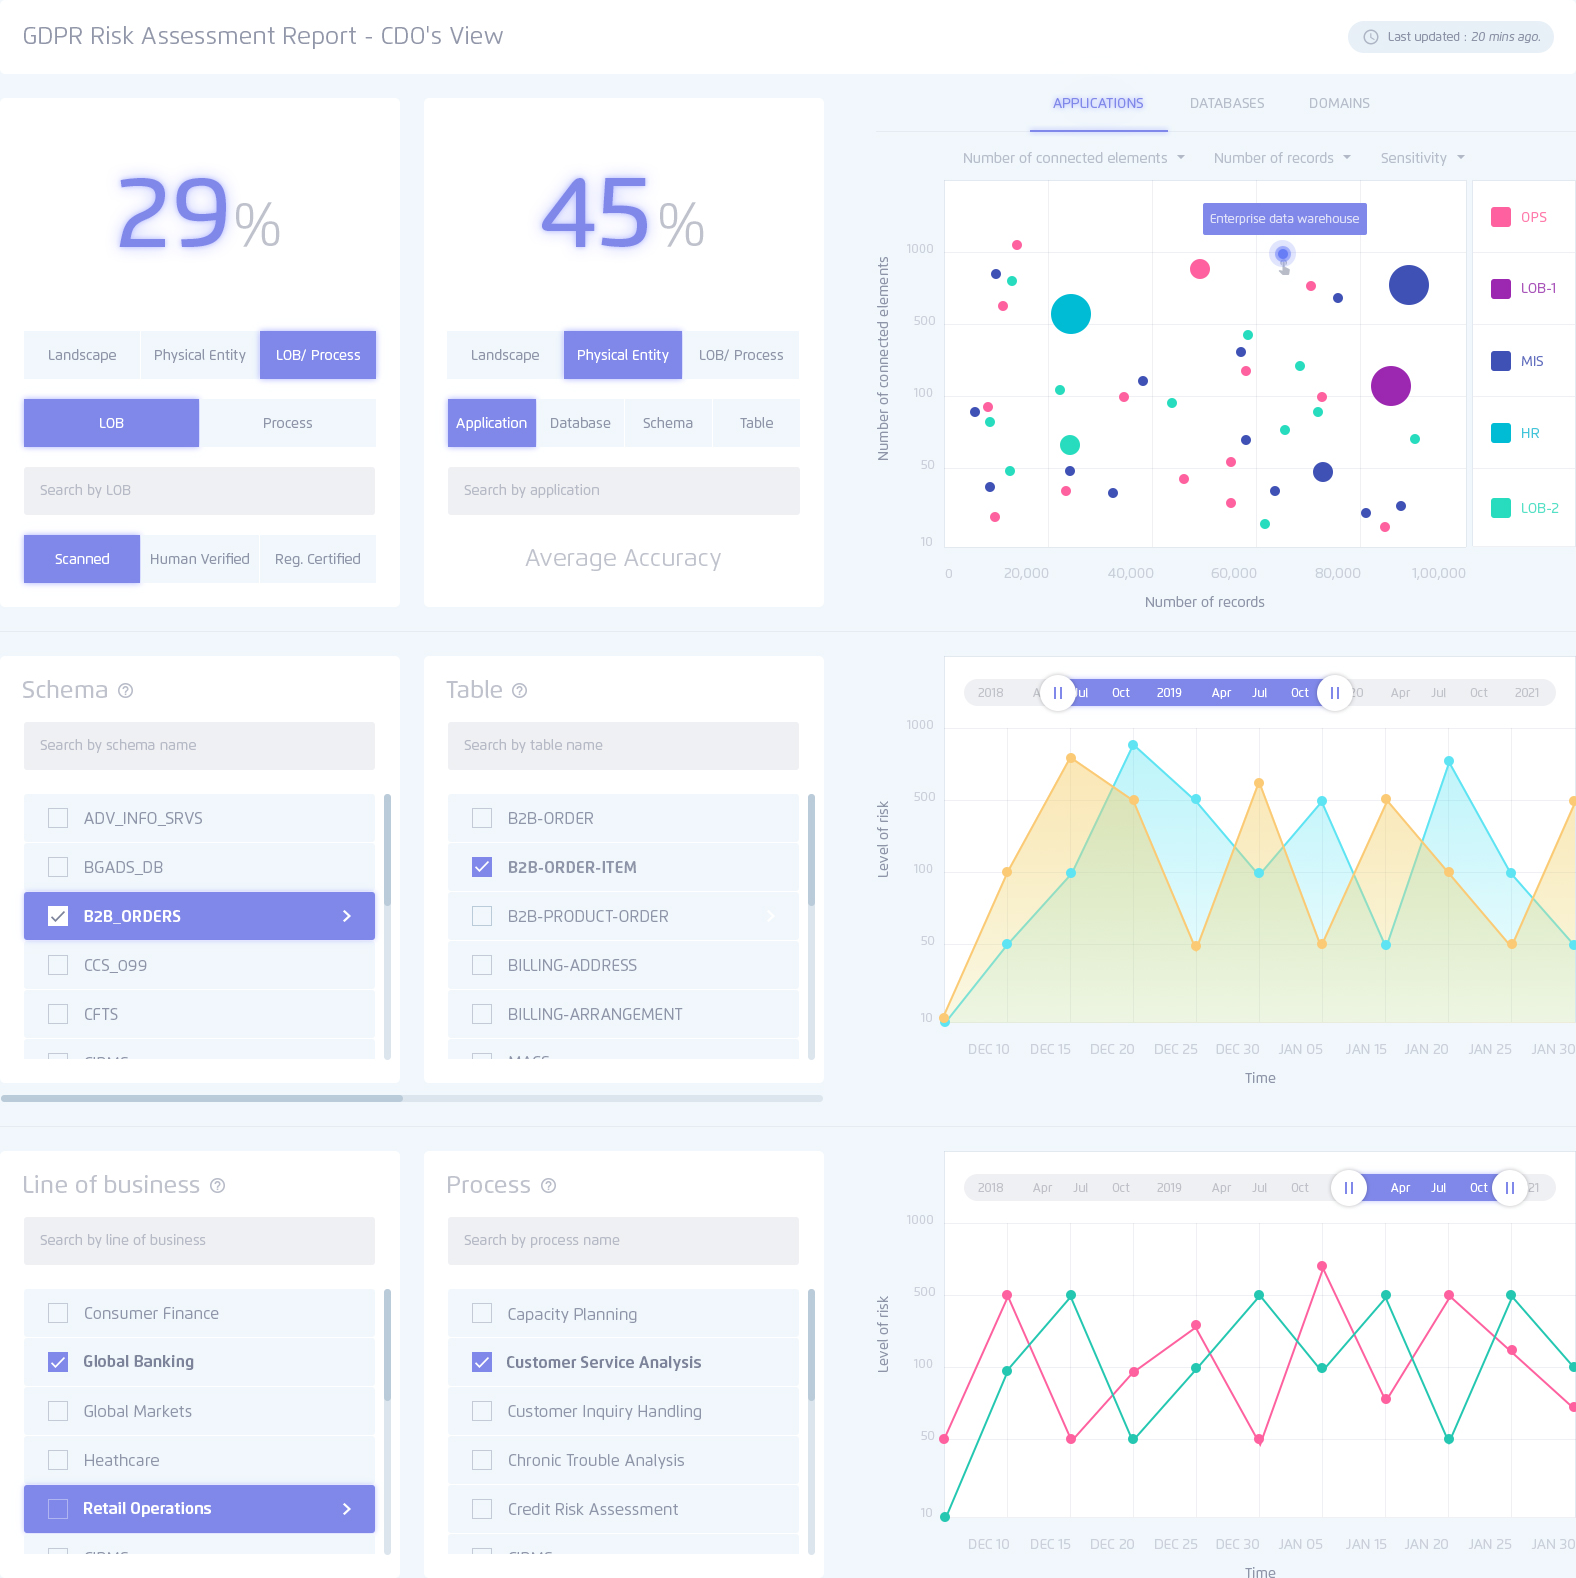 GDPR Risk Assessment Report - CDO's View
Last updated : 20 mins ago.
29%
Landscape Physical Entity LOB/ Process
LOB Process
Search by LOB
Scanned Human Verified Reg. Certified
45%
Landscape Physical Entity LOB/ Process
Application Database Schema Table
Search by application
Average Accuracy
APPLICATIONS DATABASES DOMAINS
Number of connected elements Number of records Sensitivity
Enterprise data warehouse
Number of connected elements
1000
500
100
50
10
0 20,000 40,000 60,000 80,000 1,00,000
Number of records
OPS
LOB-1
MIS
HR
LOB-2
Schema
Search by schema name
ADV_INFO_SRVS
BGADS_DB
B2B_ORDERS
CCS_099
CFTS
Table
Search by table name
B2B-ORDER
B2B-ORDER-ITEM
B2B-PRODUCT-ORDER
BILLING-ADDRESS
BILLING-ARRANGEMENT
2018 Jul Oct 2019 Apr Jul Oct Apr Jul Oct 2021
Level of risk
1000
500
100
50
10
DEC 10 DEC 15 DEC 20 DEC 25 DEC 30 JAN 05 JAN 15 JAN 20 JAN 25 JAN 30
Time
Line of business
Search by line of business
Consumer Finance
Global Banking
Global Markets
Heathcare
Retail Operations
Process
Search by process name
Capacity Planning
Customer Service Analysis
Customer Inquiry Handling
Chronic Trouble Analysis
Credit Risk Assessment
2018 Apr Jul Oct 2019 Apr Jul Oct Apr Jul Oct
Level of risk
1000
500
100
50
10
DEC 10 DEC 15 DEC 20 DEC 25 DEC 30 JAN 05 JAN 15 JAN 20 JAN 25 JAN 30
Time